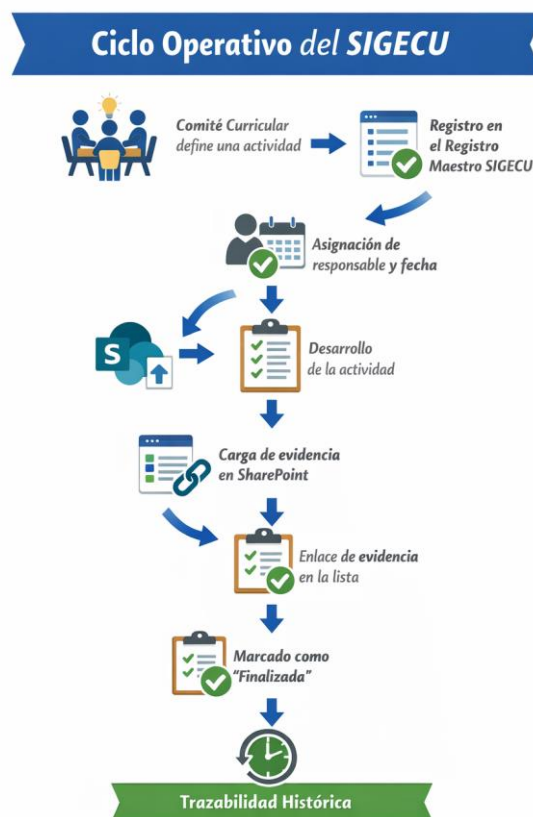 Ciclo Operativo del SIGECU
Comité Curricular
define una actividad
Registro en
el Registro
Maestro SIGECU
Asignación de
responsable y fecha
S
Desarrollo
de la actividad
Carga de evidencia
en SharePoint
Enlace de evidencia
en la lista
Marcado como
"Finalizada"
Trazabilidad Histórica